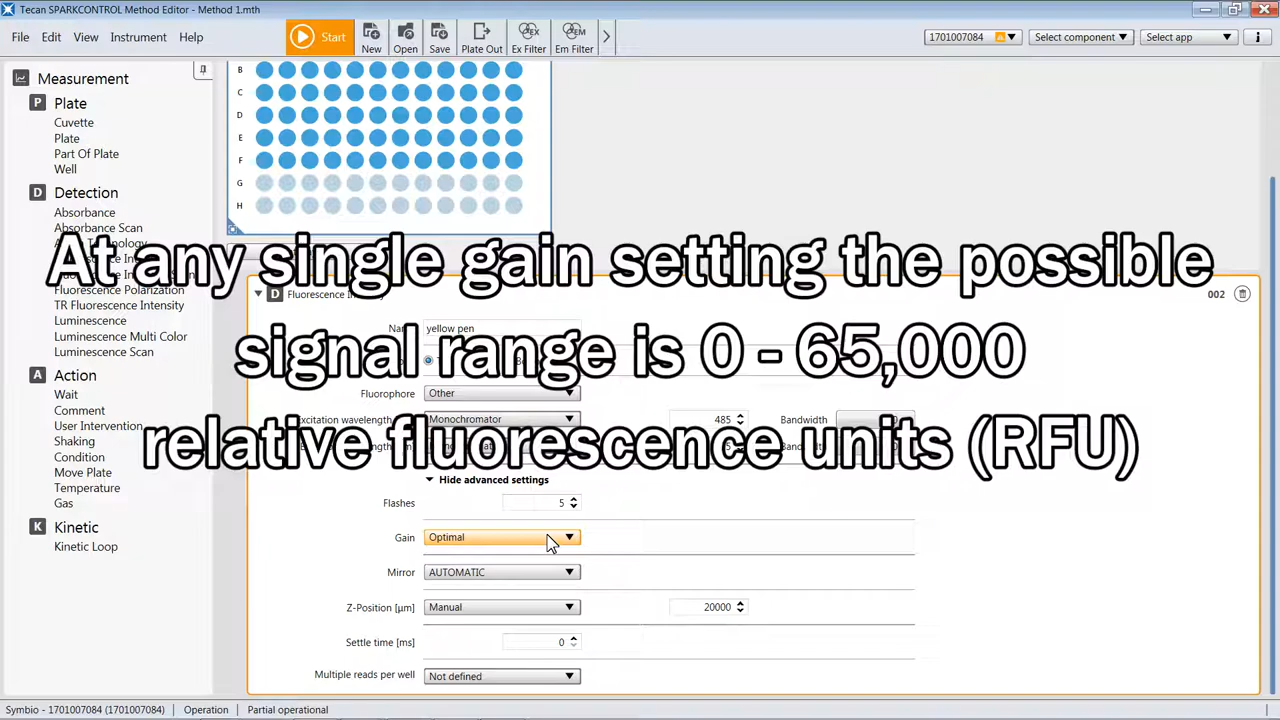 Tecan SPARKCONTROL Method Editor - Method 1.mth
File Edit View Instrument Help
Start
New
Open
Save
Plate Out
Ex Filter
Em Filter
1701007084
Select component
Select app
i
Measurement
P Plate
Cuvette
Plate
Part Of Plate
Well
D Detection
Absorbance
Absorbance Scan
Fluorescence Polarization
TR Fluorescence Intensity
Luminescence
Luminescence Multi Color
Luminescence Scan
A Action
Wait
Comment
User Intervention
Shaking
Condition
Move Plate
Temperature
Gas
K Kinetic
Kinetic Loop
B
C
D
E
F
G
H
At any single gain setting the possible
signal range is 0 - 65,000
relative fluorescence units (RFU)
D Fluorescence
002
yellow pen
Fluorophore Other
Excitation wavelength Monochromator 485 Bandwidth
Hide advanced settings
Flashes 5
Gain Optimal
Mirror AUTOMATIC
Z-Position [µm] Manual 20000
Settle time [ms] 0
Multiple reads per well Not defined
Symbio - 1701007084 (1701007084) Operation Partial operational